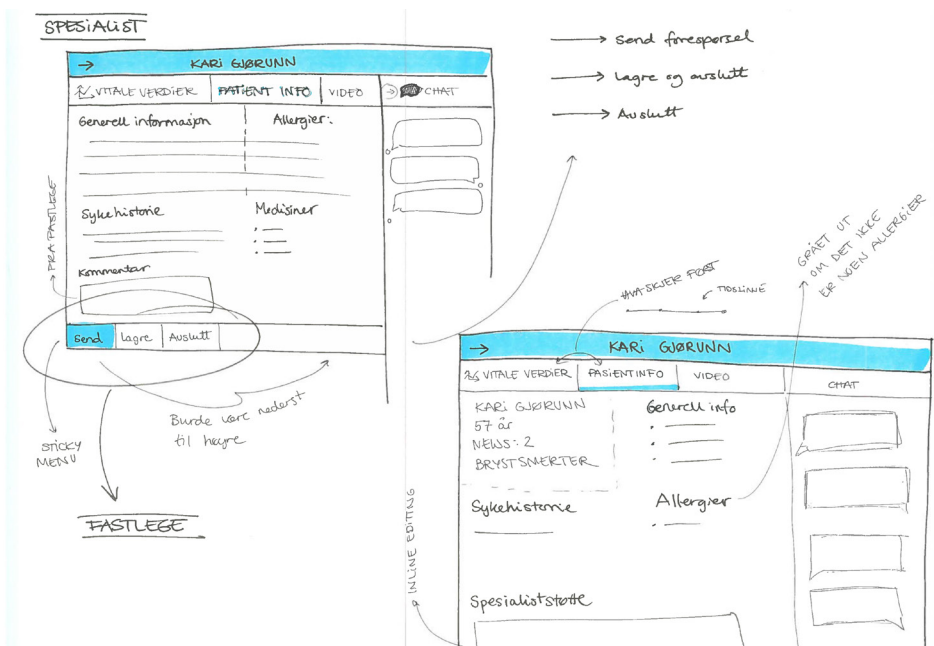 SPESIALIST
→ KARI GJØRUNN
VITALE VERDIER PATIENT INFO VIDEO → CHAT
Generell informasjon Allergier:
Sykehistorie Medisiner
FRA FASTLEGE
Kommentar
Send Lagre Avslutt
Burde være nederst
til høyre
STICKY
MENU
FASTLEGE
→ Send forespørsel
→ Lagre og avslutt
→ Avslutt
GRÅET UT
OM DET IKKE
ER NOEN ALLERGIER
HVA SKJER FØRST
TIDSLINJE
→ KARI GJØRUNN
VITALE VERDIER PASIENTINFO VIDEO CHAT
KARI GJØRUNN
57 år
NEWS: 2
BRYSTSMERTER
Generell info
Sykehistorie Allergier
INLINE EDITING
Spesialiststøtte